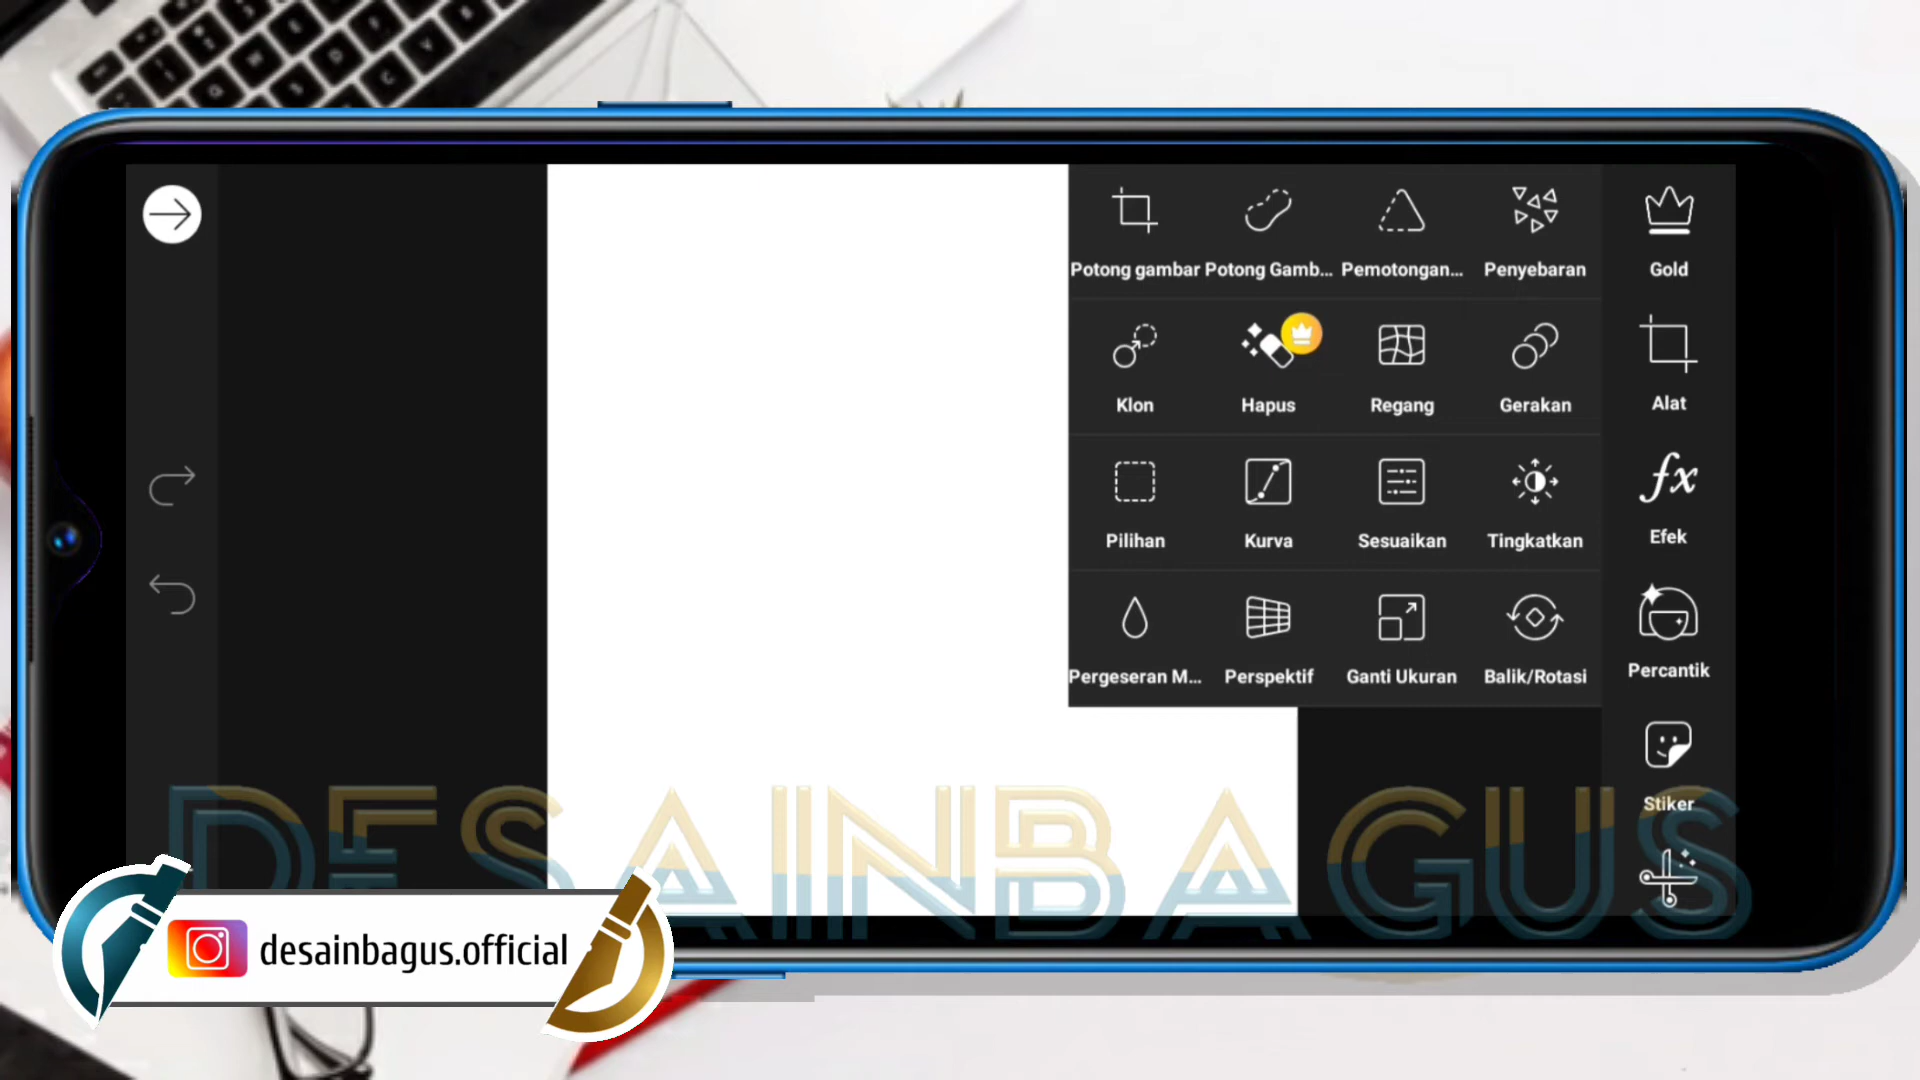 Potong gambar Potong Gamb... Pemotongan... Penyebaran Gold
Klon Hapus Regang Gerakan Alat
Pilihan Kurva Sesuaikan Tingkatkan fx Efek
Pergeseran M... Perspektif Ganti Ukuran Balik/Rotasi Percantik
Stiker
DESAINBAGUS
desainbagus.official